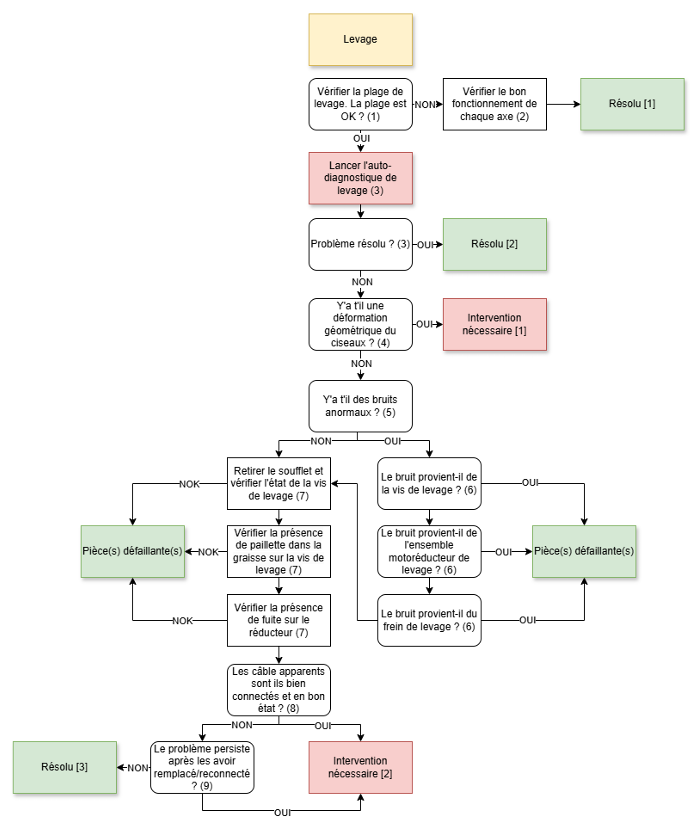 Levage
Vérifier la plage de
levage. La plage est
OK ? (1)
NON
Vérifier le bon
fonctionnement de
chaque axe (2)
Résolu [1]
OUI
Lancer l'auto-
diagnostique de
levage (3)
Problème résolu ? (3)
OUI
Résolu [2]
NON
Y'a t'il une
déformation
géométrique du
ciseaux ? (4)
OUI
Intervention
nécessaire [1]
NON
Y'a t'il des bruits
anormaux ? (5)
NON
OUI
Retirer le soufflet et
vérifier l'état de la vis
de levage (7)
Le bruit provient-il de
la vis de levage ? (6)
NOK
OUI
Pièce(s) défaillante(s)
NOK
Vérifier la présence
de paillette dans la
graisse sur la vis de
levage (7)
Le bruit provient-il de
l'ensemble
motoréducteur de
levage ? (6)
OUI
Pièce(s) défaillante(s)
NOK
Vérifier la présence
de fuite sur le
réducteur (7)
Le bruit provient-il du
frein de levage ? (6)
OUI
Les câble apparents
sont ils bien
connectés et en bon
état ? (8)
NON
OUI
Résolu [3]
NON
Le problème persiste
après les avoir
remplacé/reconnecté
? (9)
Intervention
nécessaire [2]
OUI